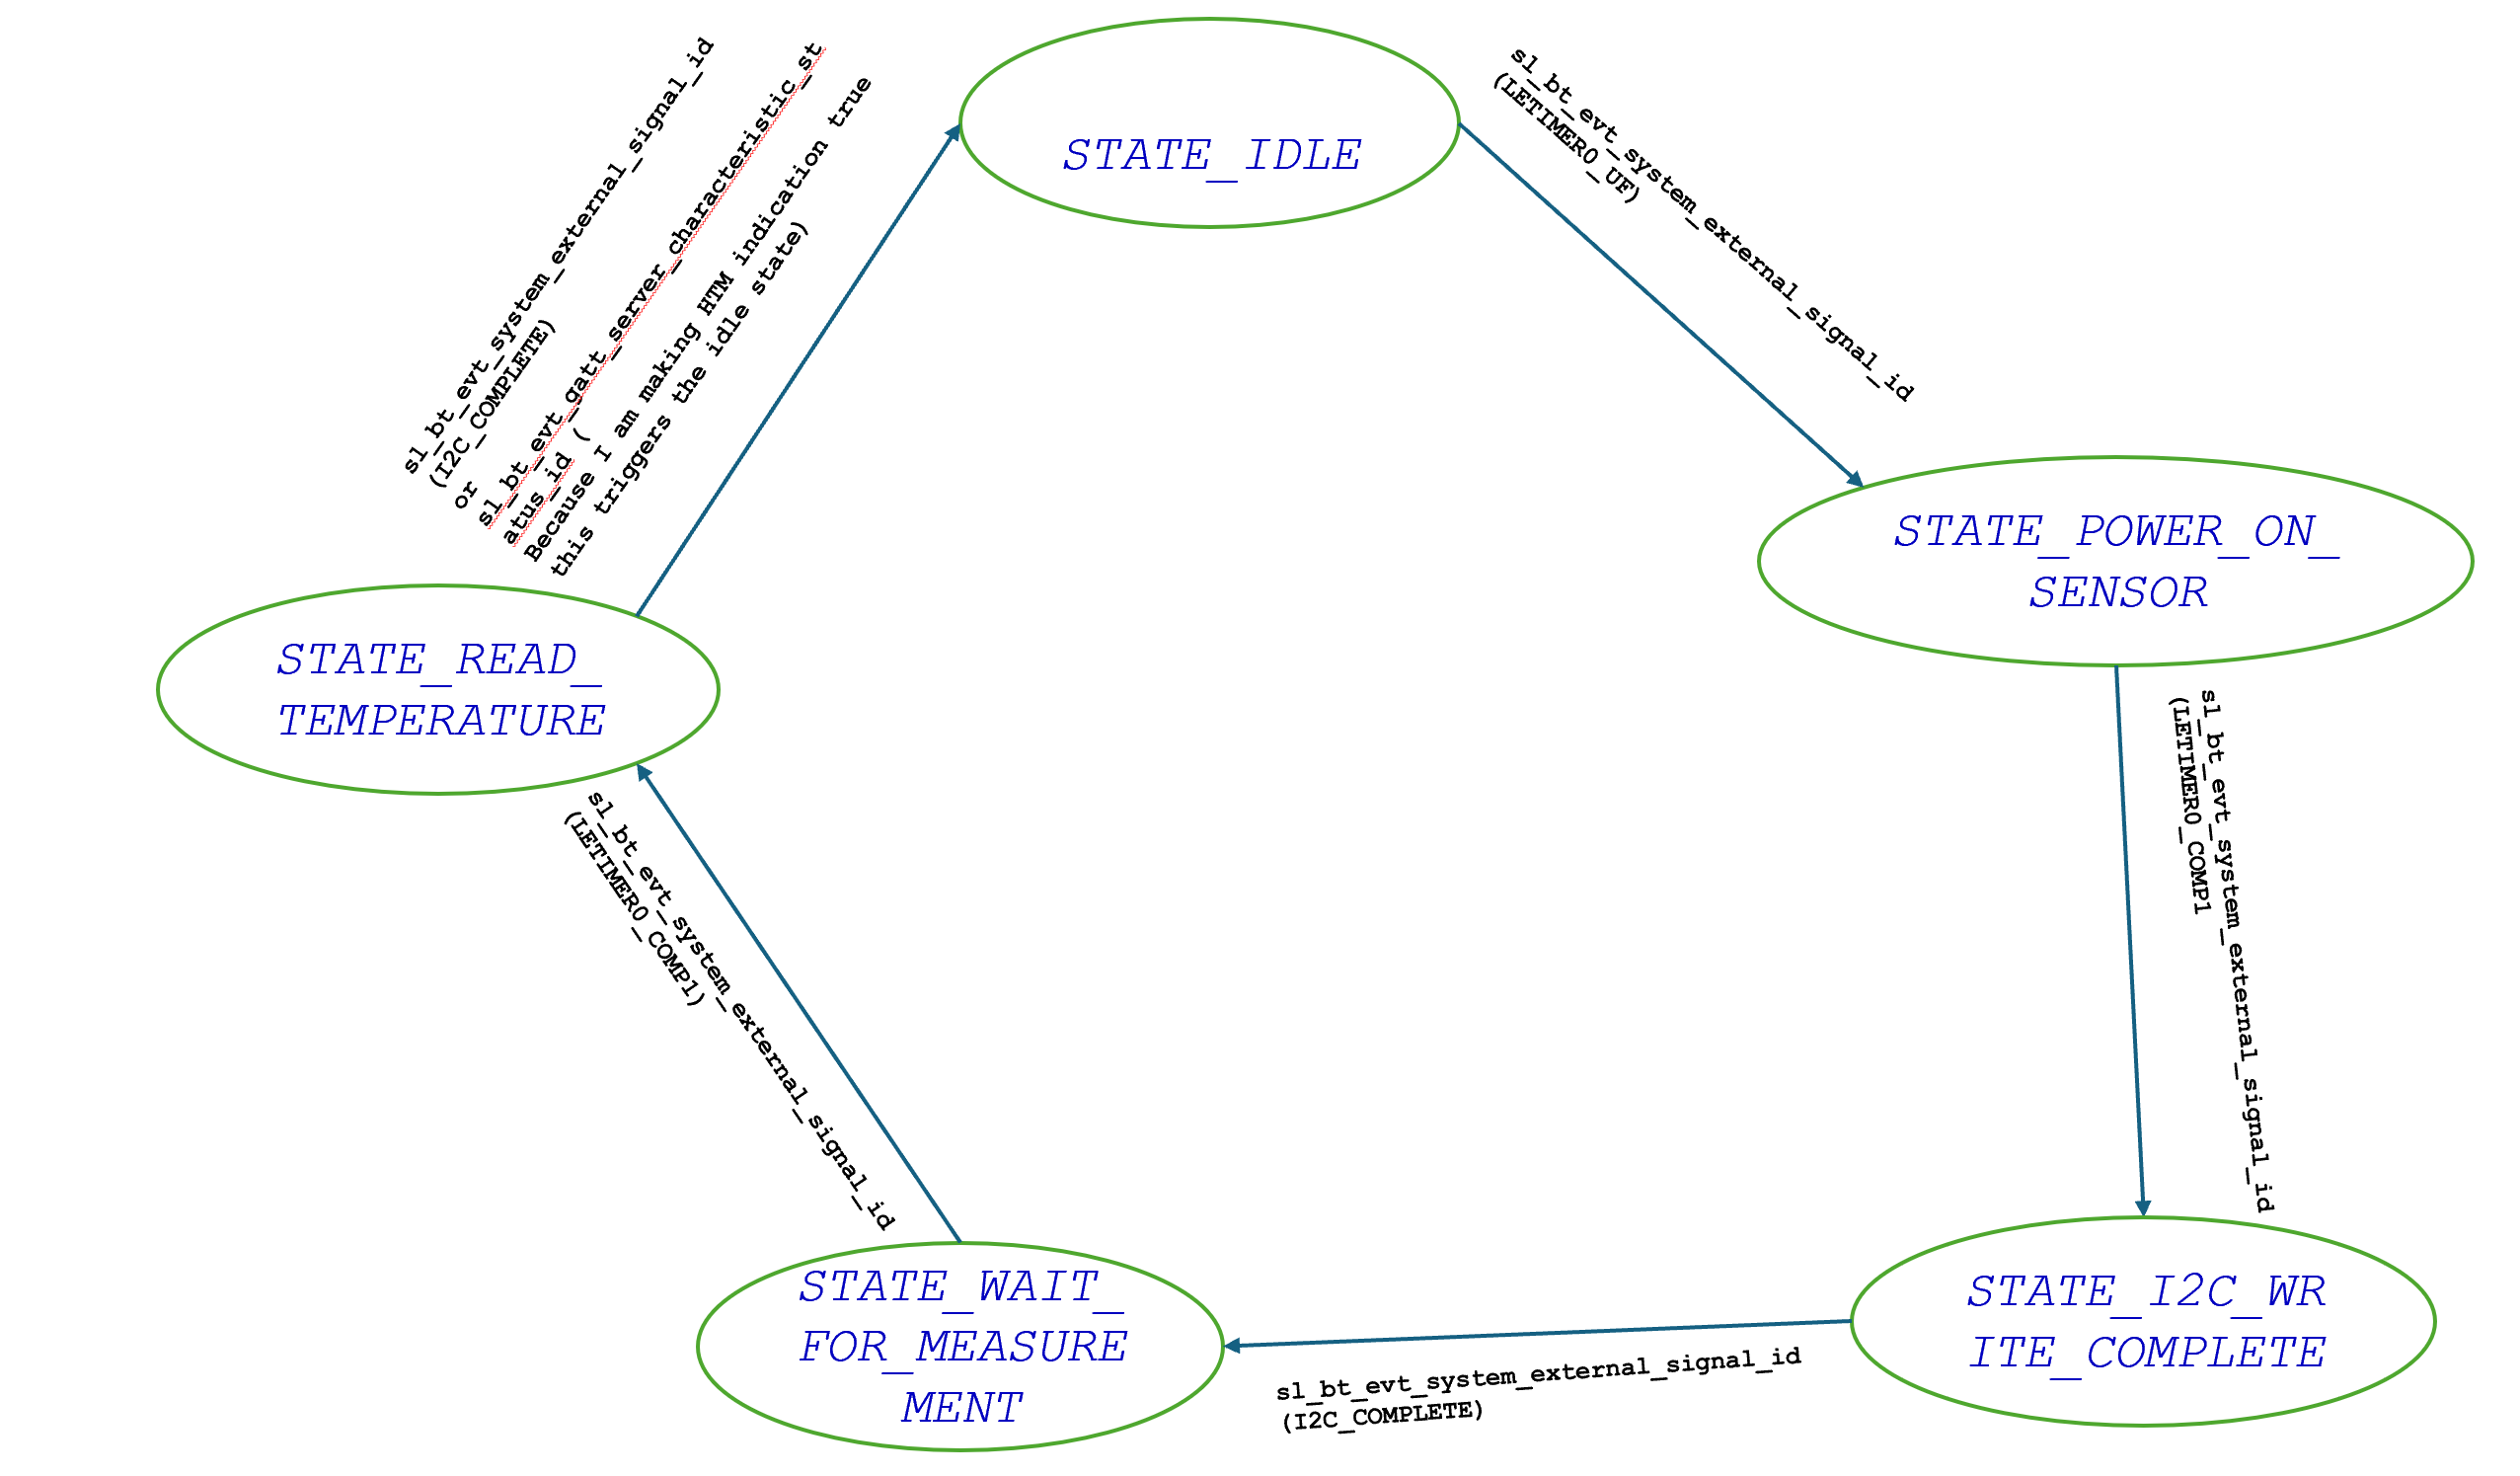 STATE_IDLE
sl_bt_evt_system_external_signal_id
(LETIMER0_UF)
STATE_POWER_ON_
SENSOR
sl_bt_evt_system_external_signal_id
(LETIMER0_COMP1
STATE_I2C_WR
ITE_COMPLETE
sl_bt_evt_system_external_signal_id
(I2C_COMPLETE)
STATE_WAIT_
FOR_MEASURE
MENT
sl_bt_evt_system_external_signal_id
(LETIMER0_COMP1)
STATE_READ_
TEMPERATURE
sl_bt_evt_system_external_signal_id
(I2C_COMPLETE)
or
sl_bt_evt_gatt_server_characteristic_st
atus_id (
Because I am making HTM indication true
this triggers the idle state)